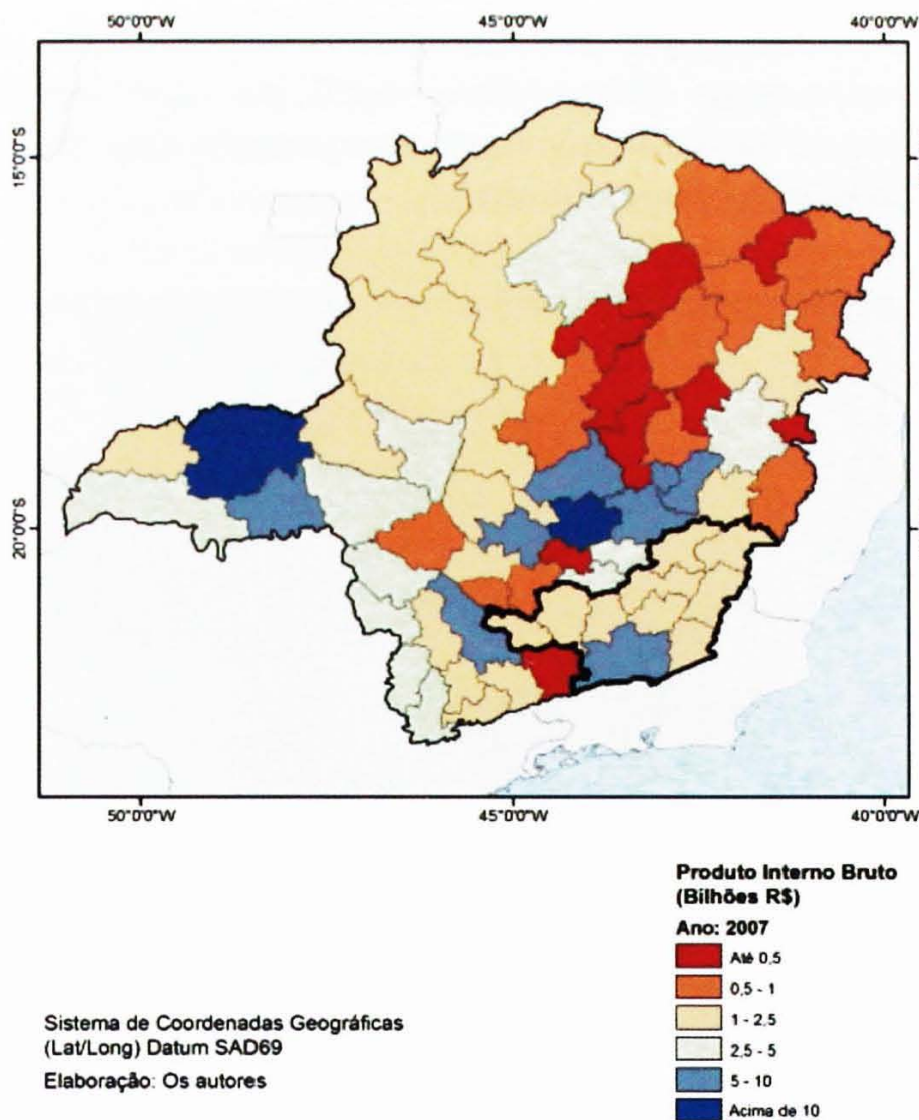 50°0'0"W 45°0'0"W 40°0'0"W
15°0'0"S
20°0'0"S
50°0'0"W 45°0'0"W 40°0'0"W
Produto Interno Bruto
(Bilhões R$)
Ano: 2007
Até 0,5
0,5 - 1
1 - 2,5
2,5 - 5
5 - 10
Acima de 10
Sistema de Coordenadas Geográficas
(Lat/Long) Datum SAD69
Elaboração: Os autores